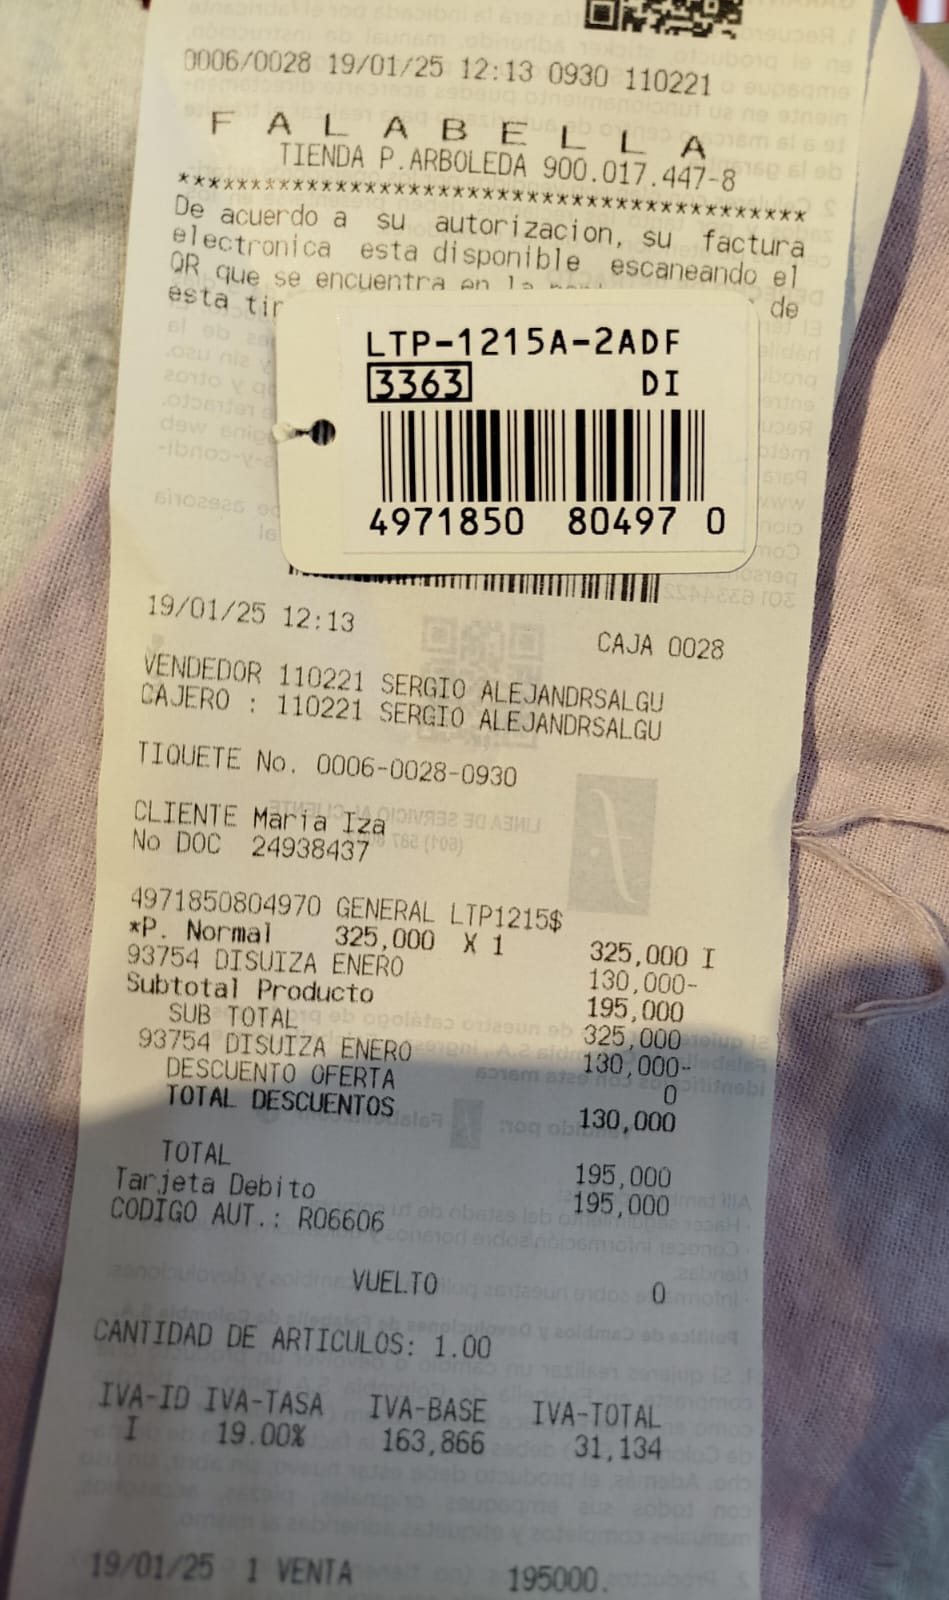 0006/0028 19/01/25 12:13 0930 110221
FALABELLA
TIENDA P.ARBOLEDA 900.017.447-8
******************************************
De acuerdo a su autorizacion, su factura
electronica esta disponible escaneando el
QR que se encuentra en la de
esta tir
LTP-1215A-2ADF
3363 DI
4971850 80497 0
19/01/25 12:13 CAJA 0028
VENDEDOR 110221 SERGIO ALEJANDRSALGU
CAJERO : 110221 SERGIO ALEJANDRSALGU
TIQUETE No. 0006-0028-0930
CLIENTE Maria Iza
No DOC 24938437
4971850804970 GENERAL LTP1215$
*P. Normal 325,000 X 1 325,000 I
93754 DISUIZA ENERO 130,000-
Subtotal Producto 195,000
SUB TOTAL 325,000
93754 DISUIZA ENERO 130,000-
DESCUENTO OFERTA 0
TOTAL DESCUENTOS 130,000
TOTAL 195,000
Tarjeta Debito 195,000
CODIGO AUT.: R06606
VUELTO 0
CANTIDAD DE ARTICULOS: 1.00
IVA-ID IVA-TASA IVA-BASE IVA-TOTAL
I 19.00% 163,866 31,134
19/01/25 1 VENTA 195000.